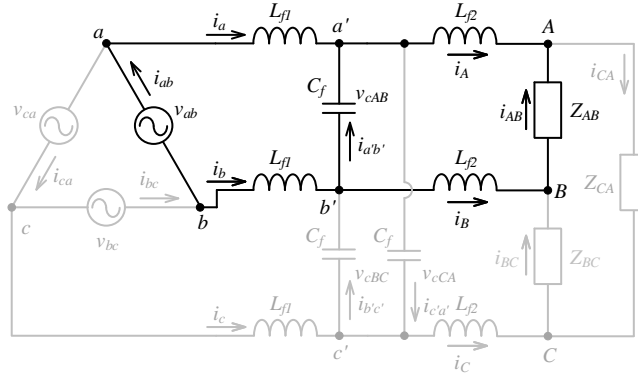 i_a L_f1 a' L_f2 A
a
i_ab C_f v_cAB i_A i_CA
v_ca v_ab i_AB Z_AB
i_a'b'
i_ca i_bc i_b L_f1 L_f2 Z_CA
b' B
c v_bc b i_B
C_f C_f i_BC Z_BC
v_cBC v_cCA
i_c L_f1 i_b'c' i_c'a' L_f2
c' i_C C